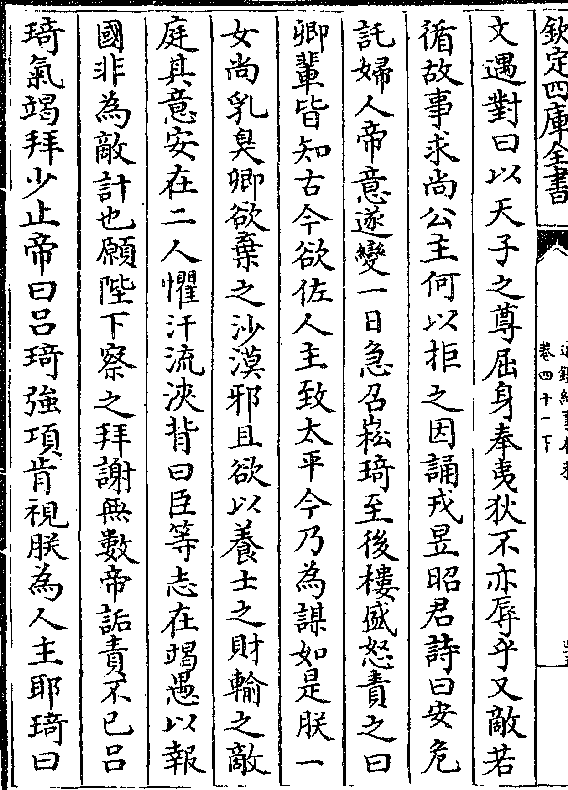 欽定四庫全書
卷四十一下
文遇對曰以天子之尊屈身奉夷狄不亦辱乎又敵若
循故事求尚公主何以拒之因誦戎昱昭君詩曰安危
託婦人帝意遂變一日急召崧琦至後樓盛怒責之曰
卿輩皆知古今欲佐人主致太平今乃為謀如是朕一
女尚乳臭卿欲棄之沙漠邪且欲以養士之財輸之敵
庭其意安在二人懼汗流浹背曰臣等志在竭愚以報
國非為敵計也願陛下察之拜謝無數帝詬責不已吕
琦氣竭拜少止帝曰吕琦強項肯視朕為人主耶琦曰